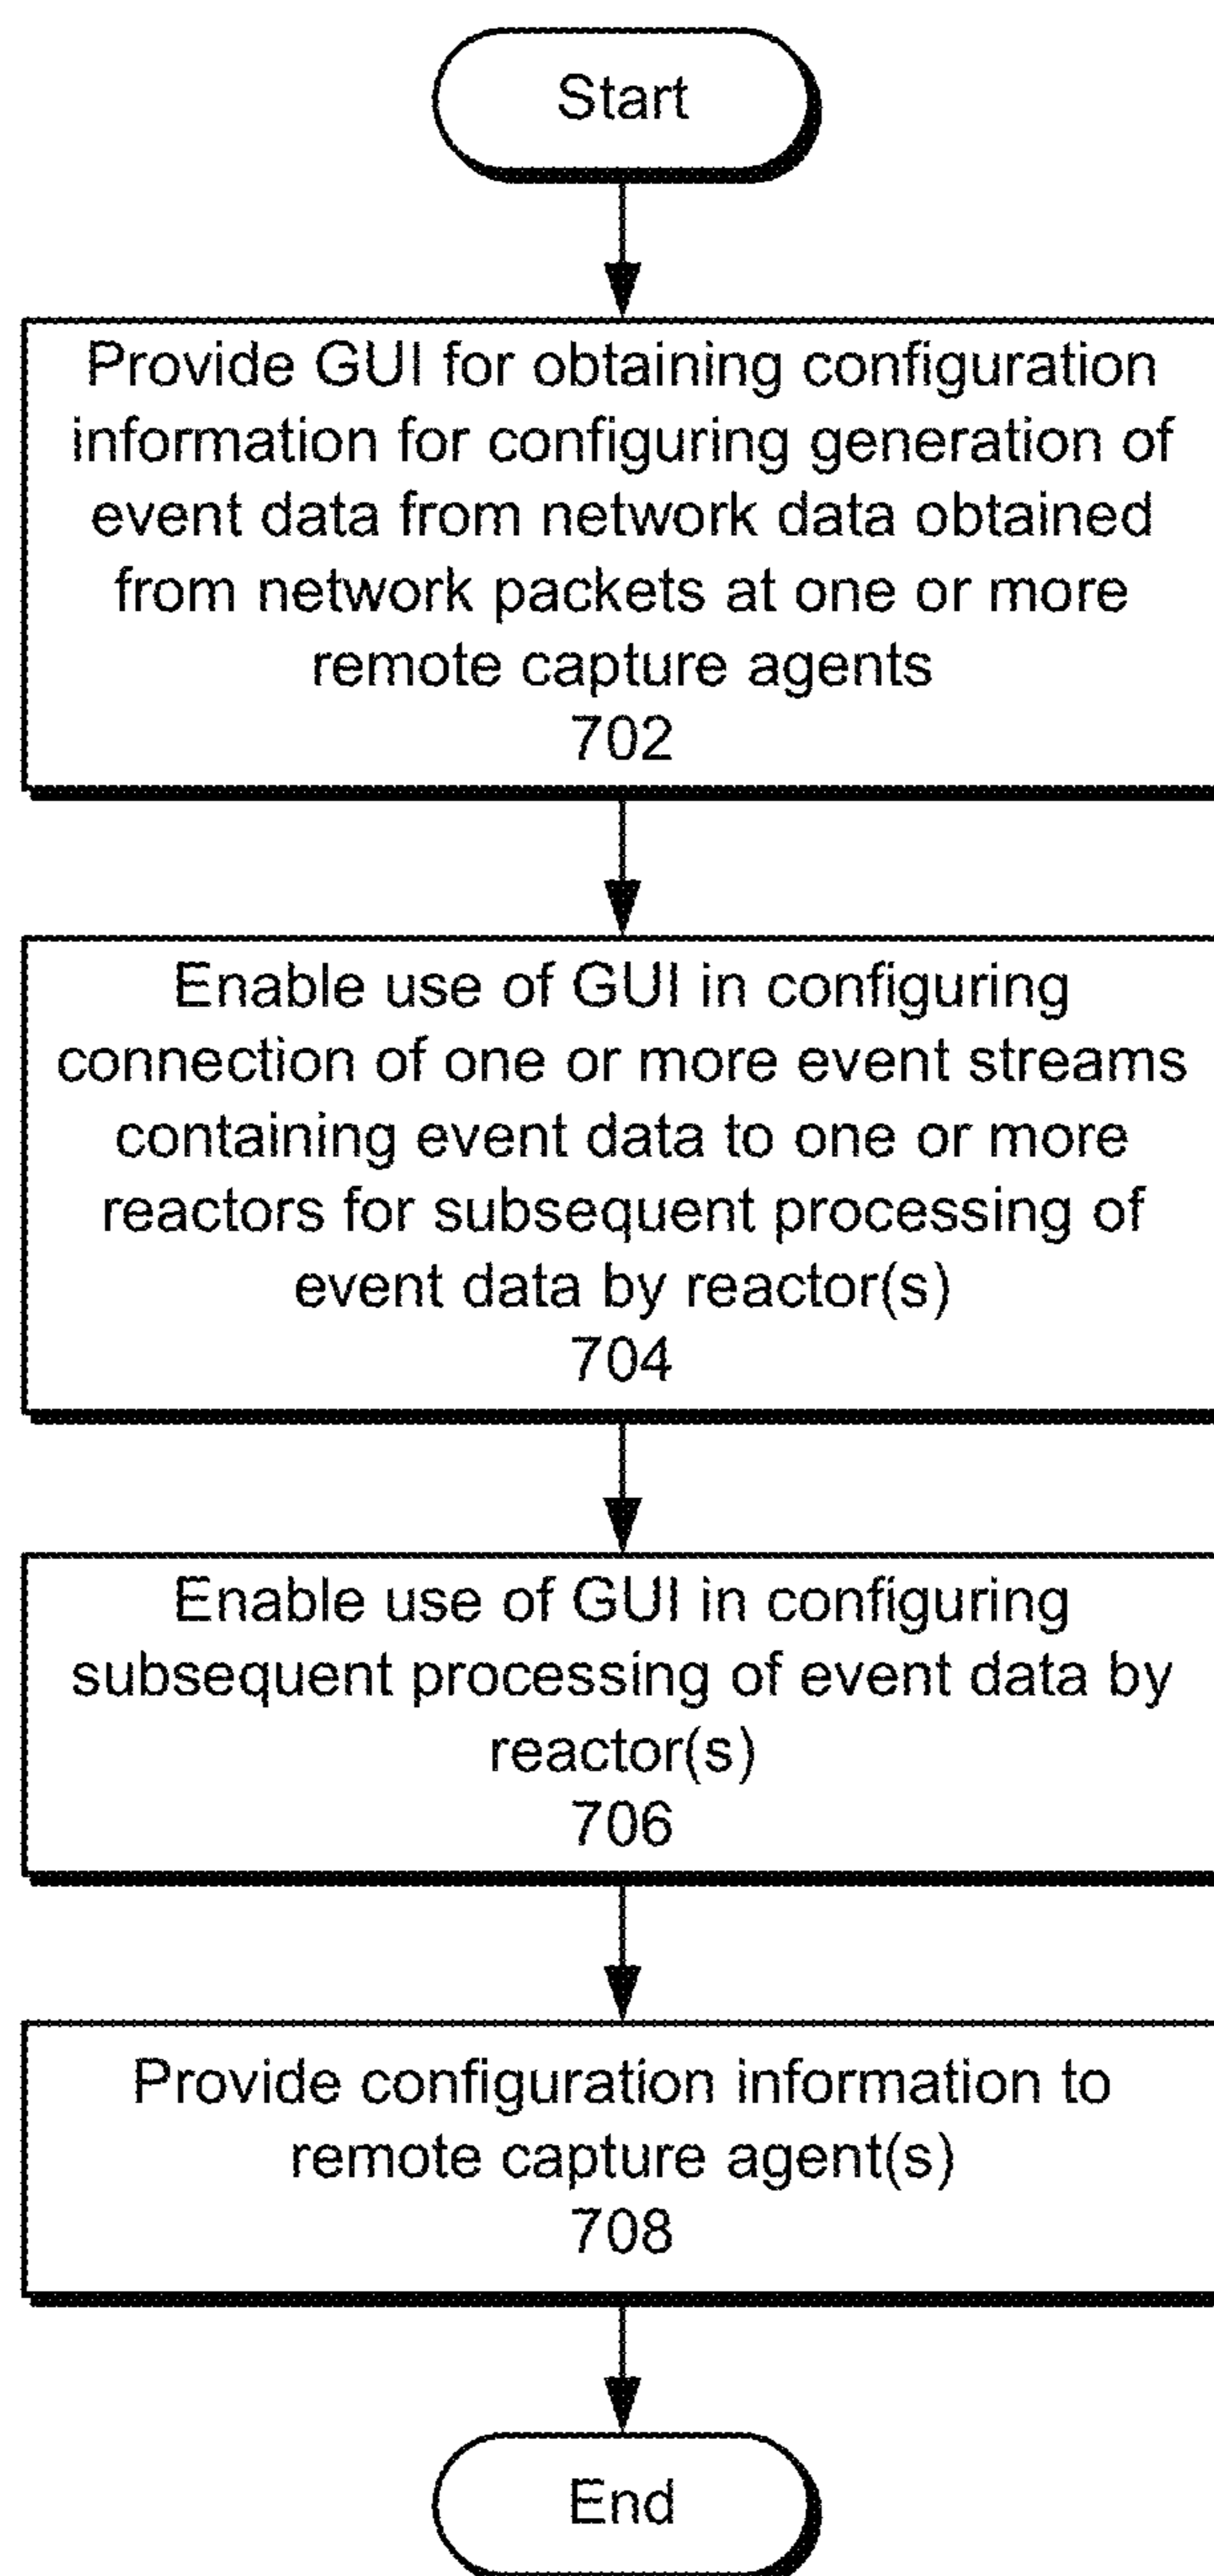 Start
Provide GUI for obtaining configuration
information for configuring generation of
event data from network data obtained
from network packets at one or more
remote capture agents
702
Enable use of GUI in configuring
connection of one or more event streams
containing event data to one or more
reactors for subsequent processing of
event data by reactor(s)
704
Enable use of GUI in configuring
subsequent processing of event data by
reactor(s)
706
Provide configuration information to
remote capture agent(s)
708
End